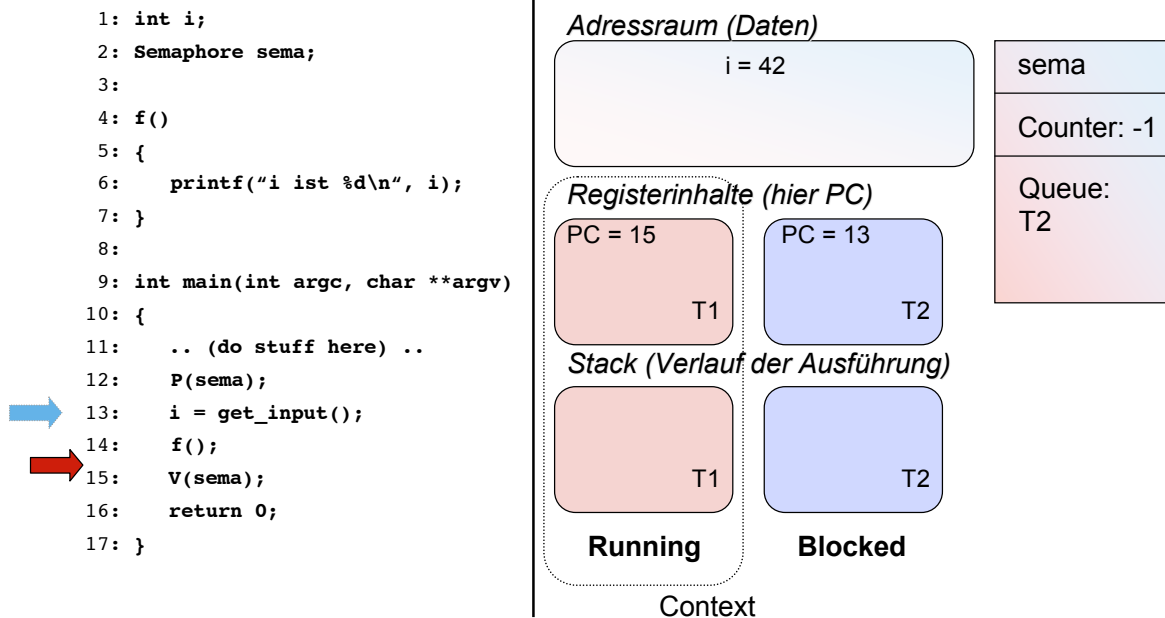 1: int i;
2: Semaphore sema;
3:
4: f()
5: {
6: printf(“i ist %d\n“, i);
7: }
8:
9: int main(int argc, char **argv)
10: {
11: .. (do stuff here) ..
12: P(sema);
13: i = get_input();
14: f();
15: V(sema);
16: return 0;
17: }
Adressraum (Daten)
i = 42
sema
Counter: -1
Queue:
T2
Registerinhalte (hier PC)
PC = 15
T1
PC = 13
T2
Stack (Verlauf der Ausführung)
T1
T2
Running
Blocked
Context